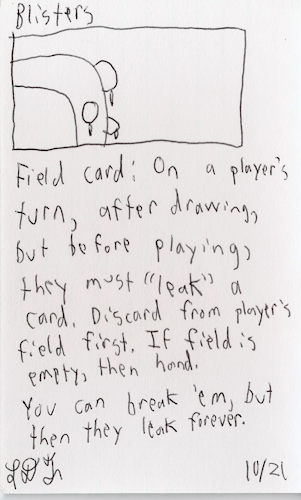 Blisters
Field card: On a player's
turn, after drawing,
but before playing,
they must "leak" a
card. Discard from player's
field first. If field is
empty, then hand.
You can break 'em, but
then they leak forever.
10/21